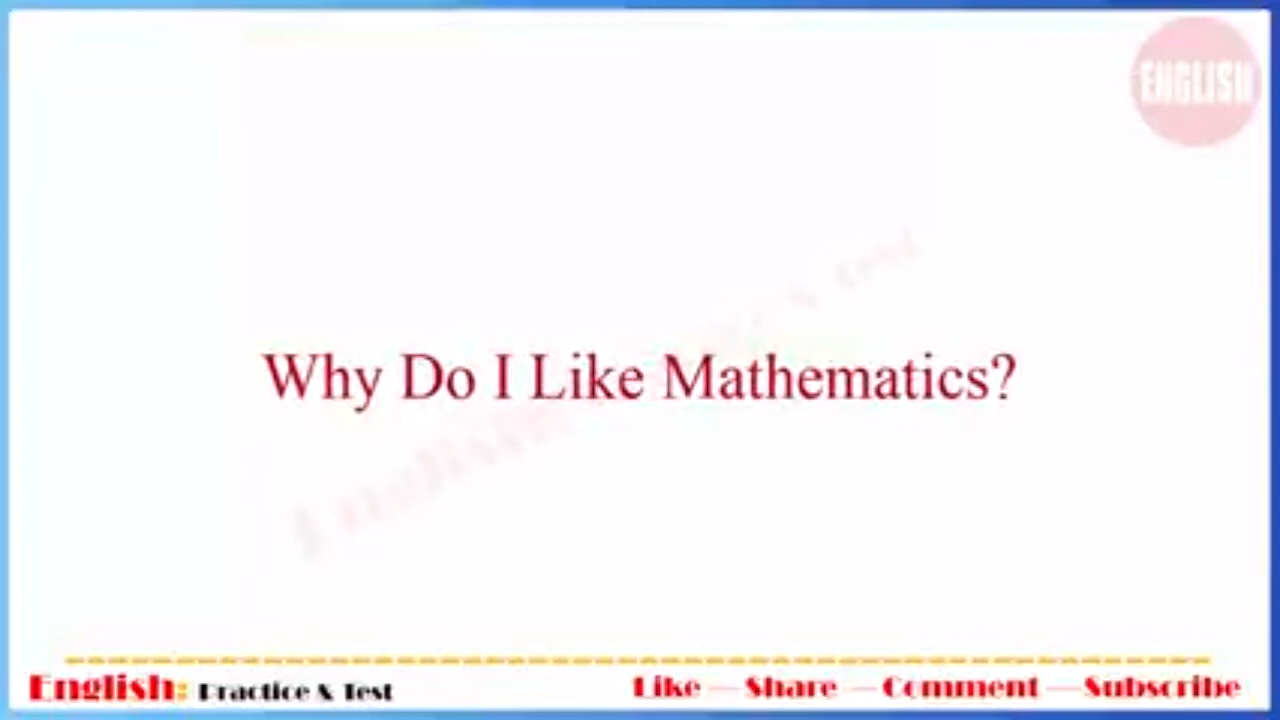 ENGLISH
Why Do I Like Mathematics?
English: Practice & Test
Like — Share — Comment — Subscribe